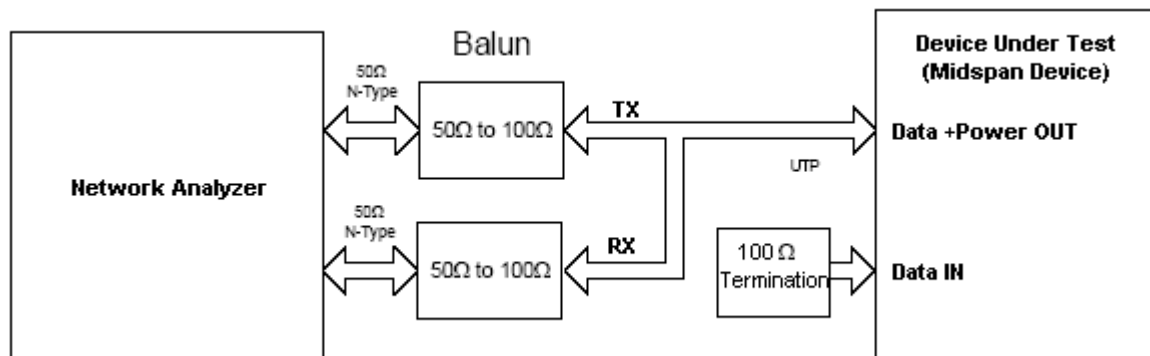 Balun
50Ω
N-Type
50Ω to 100Ω
TX
Device Under Test
(Midspan Device)
Data +Power OUT
UTP
Network Analyzer
50Ω
N-Type
50Ω to 100Ω
RX
100 Ω
Termination
Data IN